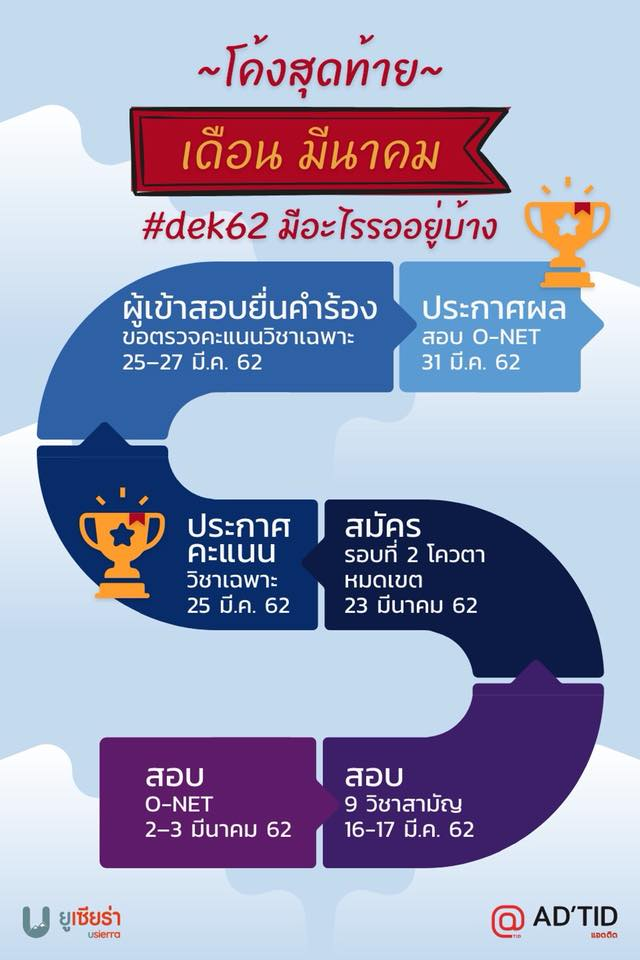 ~โค้งสุดท้าย~
เดือน มีนาคม
#dek62 มีอะไรรออยู่บ้าง
ผู้เข้าสอบยื่นคำร้อง
ขอตรวจคะแนนวิชาเฉพาะ
25–27 มี.ค. 62
ประกาศผล
สอบ O-NET
31 มี.ค. 62
ประกาศ
คะแนน
วิชาเฉพาะ
25 มี.ค. 62
สมัคร
รอบที่ 2 โควตา
หมดเขต
23 มีนาคม 62
สอบ
O-NET
2–3 มีนาคม 62
สอบ
9 วิชาสามัญ
16-17 มี.ค. 62
ยูเซียร่า
usierra
@TID
AD'TID
แอดติด